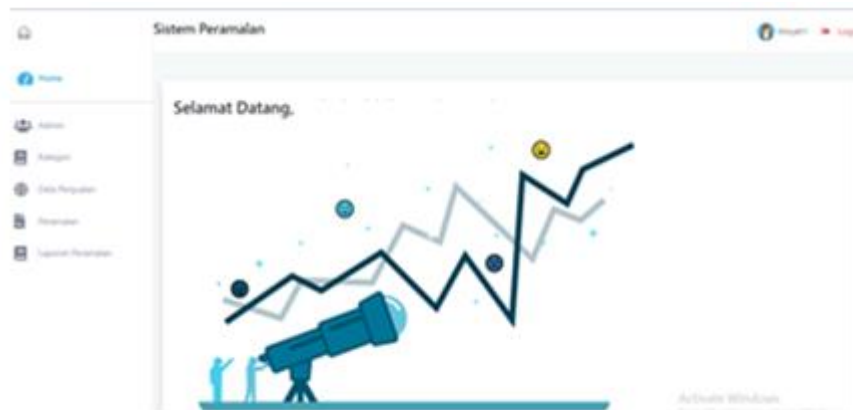 Sistem Peramalan
Home
Selamat Datang,
Admin
Kategori
Data Penjualan
Peramalan
Laporan Peramalan
Activate Windows